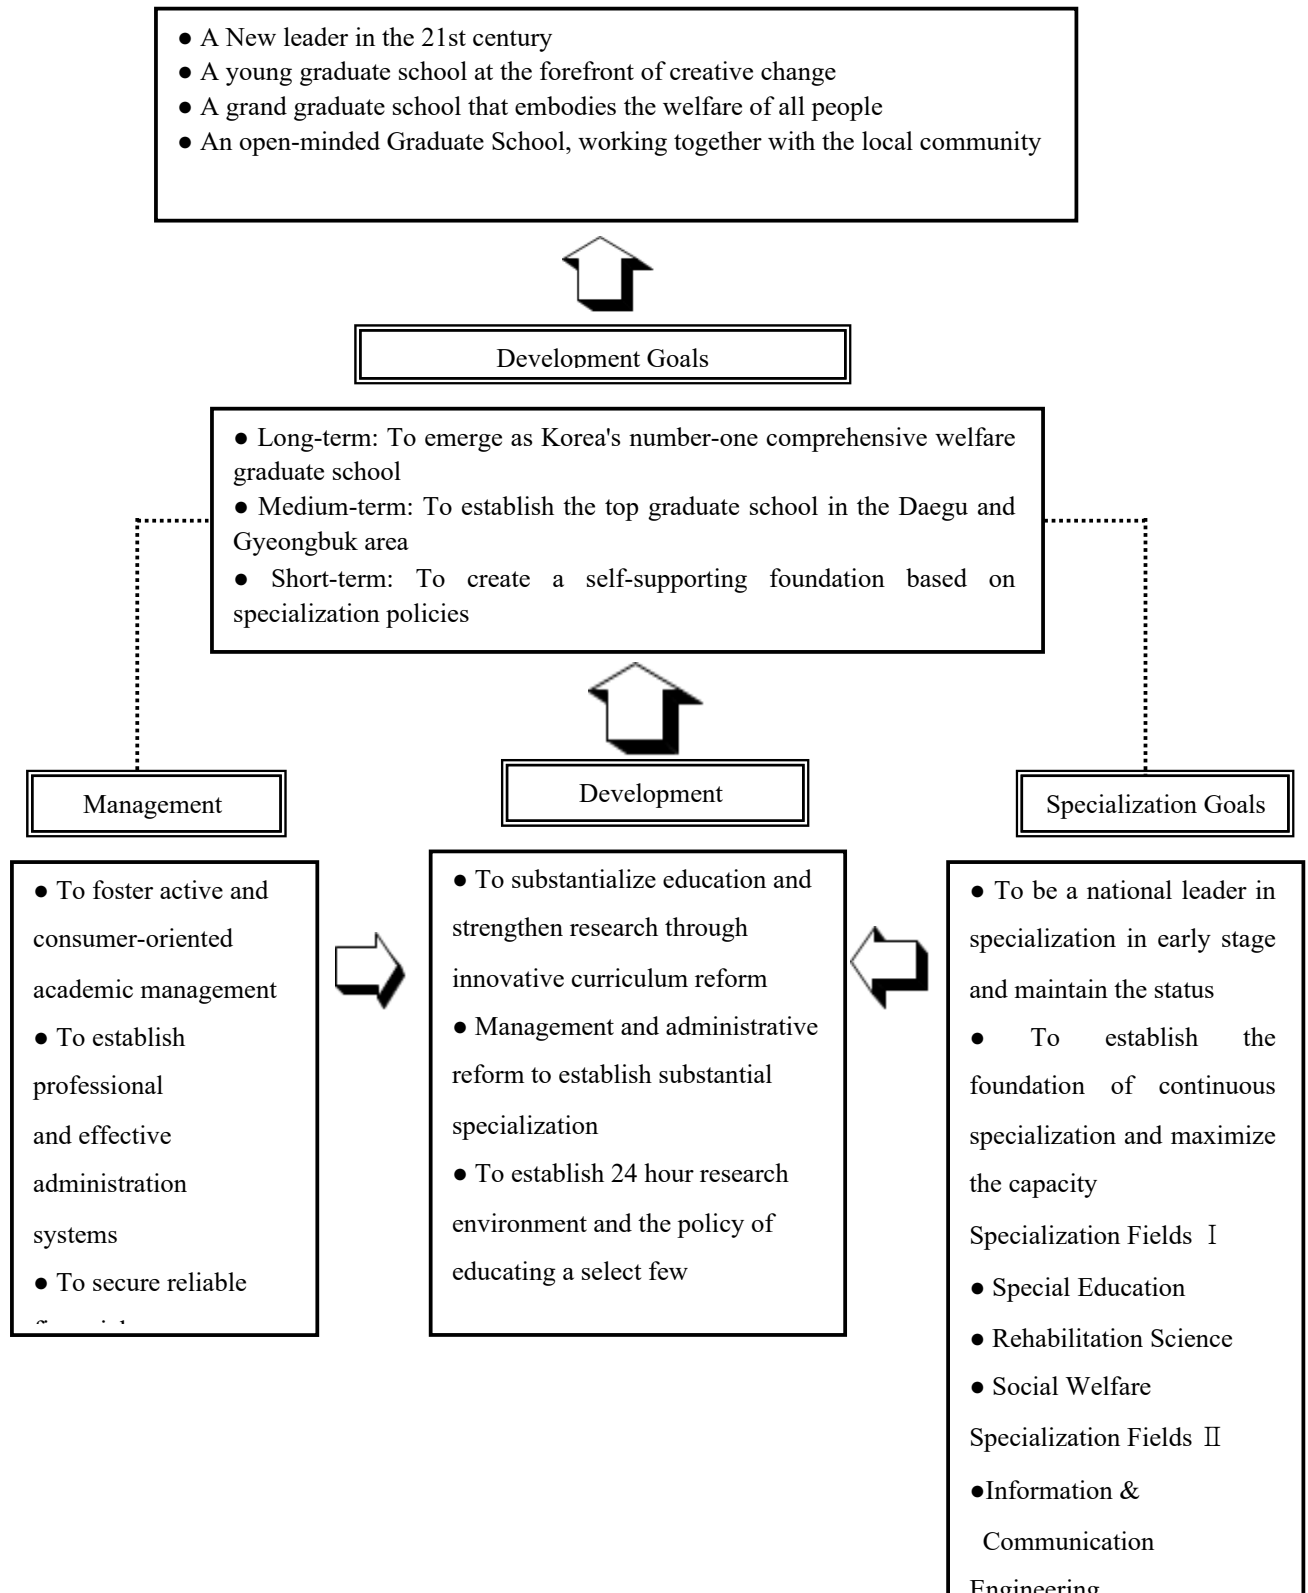 ● A New leader in the 21st century
● A young graduate school at the forefront of creative change
● A grand graduate school that embodies the welfare of all people
● An open-minded Graduate School, working together with the local community
Development Goals
● Long-term: To emerge as Korea's number-one comprehensive welfare
graduate school
● Medium-term: To establish the top graduate school in the Daegu and
Gyeongbuk area
● Short-term: To create a self-supporting foundation based on
specialization policies
Management
● To foster active and
consumer-oriented
academic management
● To establish
professional
and effective
administration
systems
● To secure reliable
Development
● To substantialize education and
strengthen research through
innovative curriculum reform
● Management and administrative
reform to establish substantial
specialization
● To establish 24 hour research
environment and the policy of
educating a select few
Specialization Goals
● To be a national leader in
specialization in early stage
and maintain the status
● To establish the
foundation of continuous
specialization and maximize
the capacity
Specialization Fields Ⅰ
● Special Education
● Rehabilitation Science
● Social Welfare
Specialization Fields Ⅱ
●Information &
Communication
Engineering